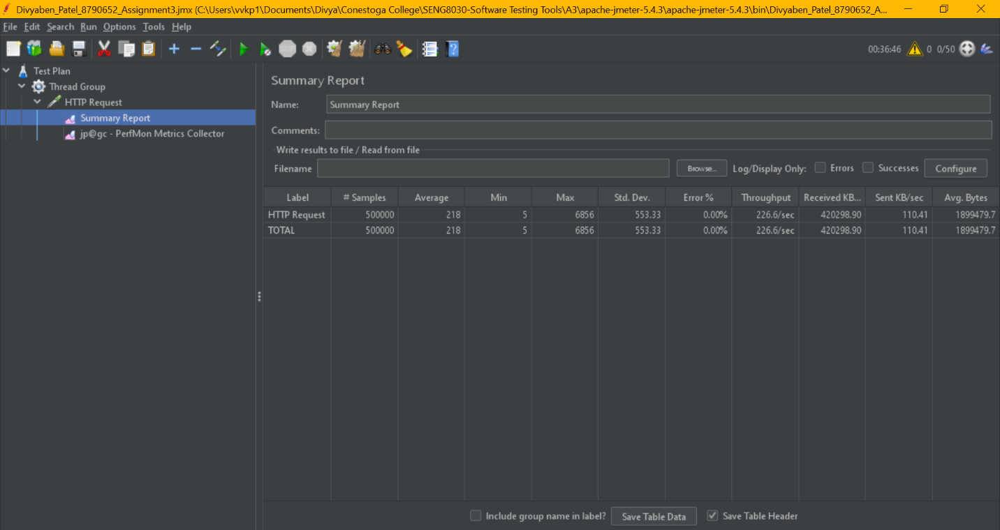 Divyaben_Patel_8790652_Assignment3.jmx (C:\Users\vvkp1\Documents\Divya\Conestoga College\SENG8030-Software Testing Tools\A3\apache-jmeter-5.4.3\apache-jmeter-5.4.3\bin\Divyaben_Patel_8790652_A...
File Edit Search Run Options Tools Help
STOP 00:36:46 0 0/50
Test Plan
Thread Group
HTTP Request
Summary Report
jp@gc - PerfMon Metrics Collector
Summary Report
Name: Summary Report
Comments:
Write results to file / Read from file
Filename Browse... Log/Display Only: Errors Successes Configure
Label # Samples Average Min Max Std. Dev. Error % Throughput Received KB... Sent KB/sec Avg. Bytes
HTTP Request 500000 218 5 6856 553.33 0.00% 226.6/sec 420298.90 110.41 1899479.7
TOTAL 500000 218 5 6856 553.33 0.00% 226.6/sec 420298.90 110.41 1899479.7
Include group name in label? Save Table Data Save Table Header